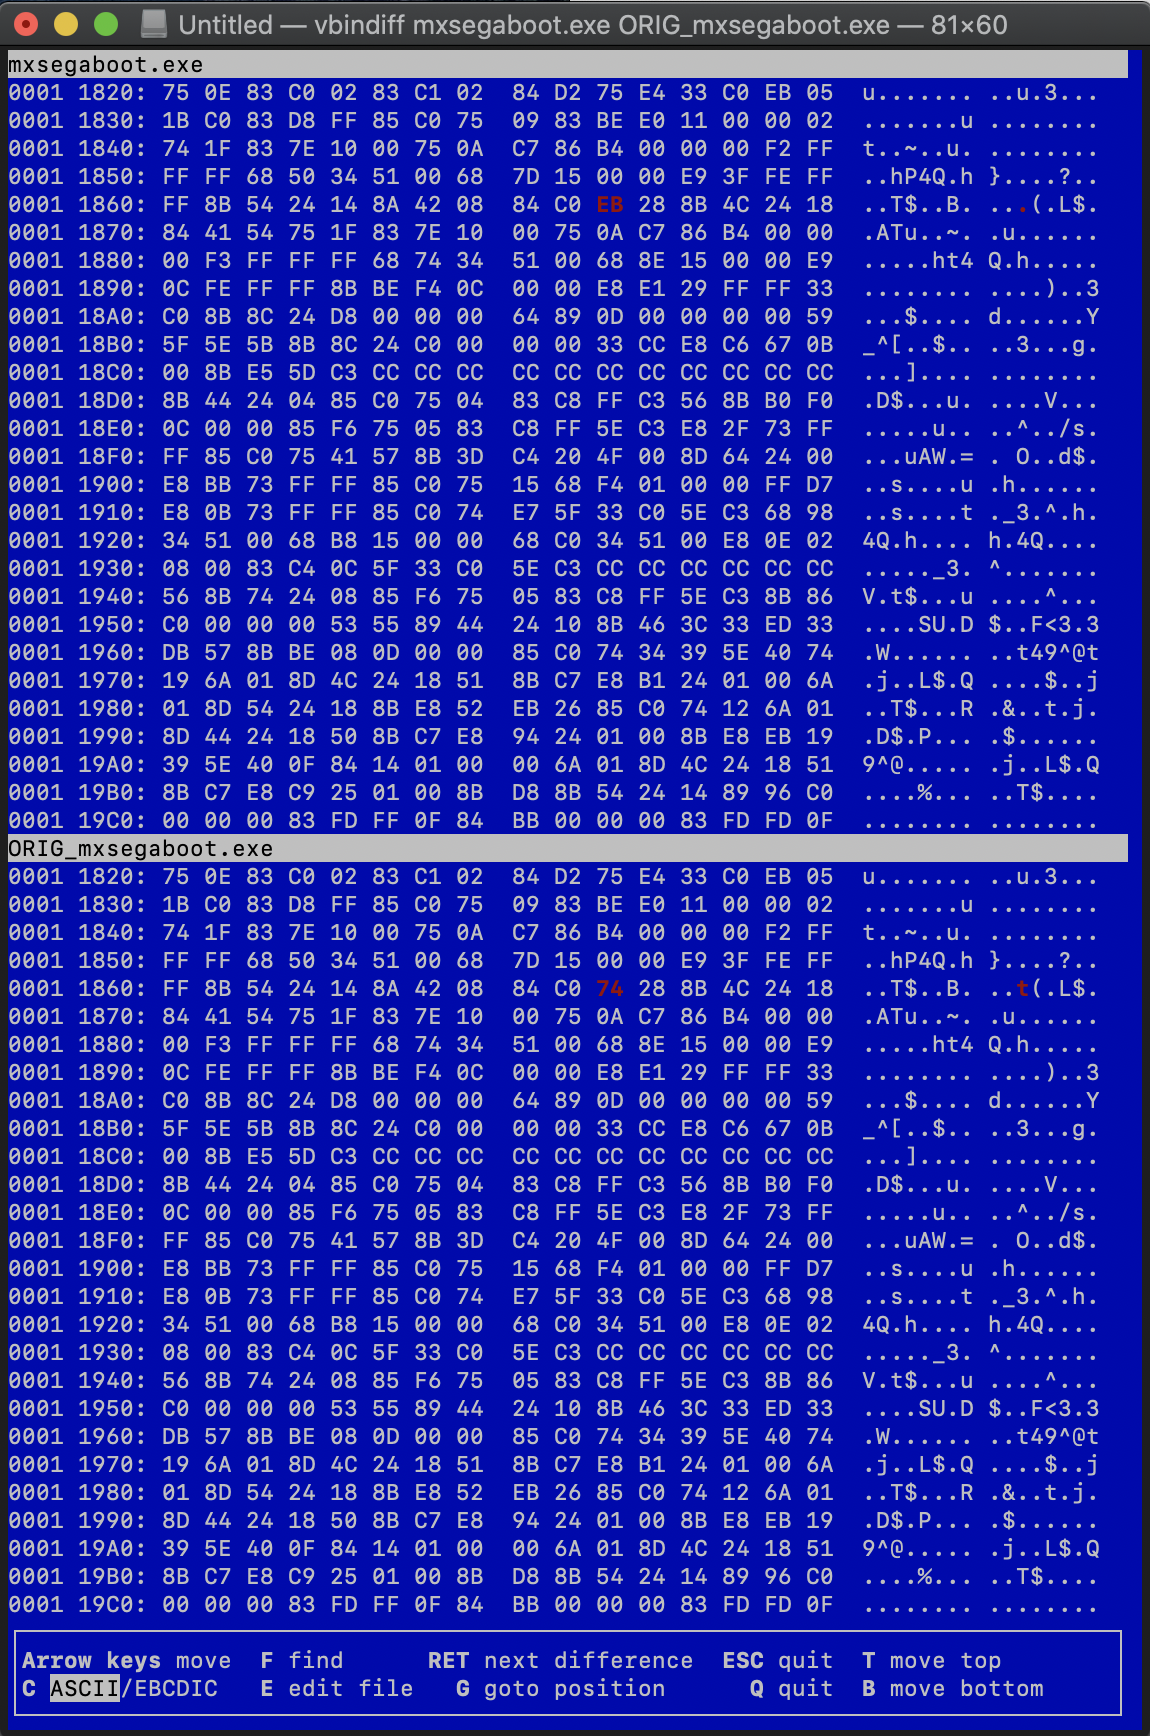 Untitled — vbindiff mxsegaboot.exe ORIG_mxsegaboot.exe — 81×60
mxsegaboot.exe
0001 1820: 75 0E 83 C0 02 83 C1 02  84 D2 75 E4 33 C0 EB 05  u....... ..u.3...
0001 1830: 1B C0 83 D8 FF 85 C0 75  09 83 BE E0 11 00 00 02  .......u ........
0001 1840: 74 1F 83 7E 10 00 75 0A  C7 86 B4 00 00 00 F2 FF  t..~..u. ........
0001 1850: FF FF 68 50 34 51 00 68  7D 15 00 00 E9 3F FE FF  ..hP4Q.h }....?..
0001 1860: FF 8B 54 24 14 8A 42 08  84 C0 EB 28 8B 4C 24 18  ..T$..B. ...(.L$.
0001 1870: 84 41 54 75 1F 83 7E 10  00 75 0A C7 86 B4 00 00  .ATu..~. .u......
0001 1880: 00 F3 FF FF FF 68 74 34  51 00 68 8E 15 00 00 E9  .....ht4 Q.h.....
0001 1890: 0C FE FF FF 8B BE F4 0C  00 00 E8 E1 29 FF FF 33  ........ ....)..3
0001 18A0: C0 8B 8C 24 D8 00 00 00  64 89 0D 00 00 00 00 59  ...$.... d......Y
0001 18B0: 5F 5E 5B 8B 8C 24 C0 00  00 00 33 CC E8 C6 67 0B  _^[..$.. ..3...g.
0001 18C0: 00 8B E5 5D C3 CC CC CC  CC CC CC CC CC CC CC CC  ...].... ........
0001 18D0: 8B 44 24 04 85 C0 75 04  83 C8 FF C3 56 8B B0 F0  .D$...u. ....V...
0001 18E0: 0C 00 00 85 F6 75 05 83  C8 FF 5E C3 E8 2F 73 FF  .....u.. ..^../s.
0001 18F0: FF 85 C0 75 41 57 8B 3D  C4 20 4F 00 8D 64 24 00  ...uAW.= . O..d$.
0001 1900: E8 BB 73 FF FF 85 C0 75  15 68 F4 01 00 00 FF D7  ..s....u .h......
0001 1910: E8 0B 73 FF FF 85 C0 74  E7 5F 33 C0 5E C3 68 98  ..s....t ._3.^.h.
0001 1920: 34 51 00 68 B8 15 00 00  68 C0 34 51 00 E8 0E 02  4Q.h.... h.4Q....
0001 1930: 08 00 83 C4 0C 5F 33 C0  5E C3 CC CC CC CC CC CC  ....._3. ^.......
0001 1940: 56 8B 74 24 08 85 F6 75  05 83 C8 FF 5E C3 8B 86  V.t$...u ....^...
0001 1950: C0 00 00 00 53 55 89 44  24 10 8B 46 3C 33 ED 33  ....SU.D $..F<3.3
0001 1960: DB 57 8B BE 08 0D 00 00  85 C0 74 34 39 5E 40 74  .W...... ..t49^@t
0001 1970: 19 6A 01 8D 4C 24 18 51  8B C7 E8 B1 24 01 00 6A  .j..L$.Q ....$..j
0001 1980: 01 8D 54 24 18 8B E8 52  EB 26 85 C0 74 12 6A 01  ..T$...R .&..t.j.
0001 1990: 8D 44 24 18 50 8B C7 E8  94 24 01 00 8B E8 EB 19  .D$.P... .$......
0001 19A0: 39 5E 40 0F 84 14 01 00  00 6A 01 8D 4C 24 18 51  9^@..... .j..L$.Q
0001 19B0: 8B C7 E8 C9 25 01 00 8B  D8 8B 54 24 14 89 96 C0  ....%... ..T$....
0001 19C0: 00 00 00 83 FD FF 0F 84  BB 00 00 00 83 FD FD 0F  ........ ........
ORIG_mxsegaboot.exe
0001 1820: 75 0E 83 C0 02 83 C1 02  84 D2 75 E4 33 C0 EB 05  u....... ..u.3...
0001 1830: 1B C0 83 D8 FF 85 C0 75  09 83 BE E0 11 00 00 02  .......u ........
0001 1840: 74 1F 83 7E 10 00 75 0A  C7 86 B4 00 00 00 F2 FF  t..~..u. ........
0001 1850: FF FF 68 50 34 51 00 68  7D 15 00 00 E9 3F FE FF  ..hP4Q.h }....?..
0001 1860: FF 8B 54 24 14 8A 42 08  84 C0 74 28 8B 4C 24 18  ..T$..B. ..t(.L$.
0001 1870: 84 41 54 75 1F 83 7E 10  00 75 0A C7 86 B4 00 00  .ATu..~. .u......
0001 1880: 00 F3 FF FF FF 68 74 34  51 00 68 8E 15 00 00 E9  .....ht4 Q.h.....
0001 1890: 0C FE FF FF 8B BE F4 0C  00 00 E8 E1 29 FF FF 33  ........ ....)..3
0001 18A0: C0 8B 8C 24 D8 00 00 00  64 89 0D 00 00 00 00 59  ...$.... d......Y
0001 18B0: 5F 5E 5B 8B 8C 24 C0 00  00 00 33 CC E8 C6 67 0B  _^[..$.. ..3...g.
0001 18C0: 00 8B E5 5D C3 CC CC CC  CC CC CC CC CC CC CC CC  ...].... ........
0001 18D0: 8B 44 24 04 85 C0 75 04  83 C8 FF C3 56 8B B0 F0  .D$...u. ....V...
0001 18E0: 0C 00 00 85 F6 75 05 83  C8 FF 5E C3 E8 2F 73 FF  .....u.. ..^../s.
0001 18F0: FF 85 C0 75 41 57 8B 3D  C4 20 4F 00 8D 64 24 00  ...uAW.= . O..d$.
0001 1900: E8 BB 73 FF FF 85 C0 75  15 68 F4 01 00 00 FF D7  ..s....u .h......
0001 1910: E8 0B 73 FF FF 85 C0 74  E7 5F 33 C0 5E C3 68 98  ..s....t ._3.^.h.
0001 1920: 34 51 00 68 B8 15 00 00  68 C0 34 51 00 E8 0E 02  4Q.h.... h.4Q....
0001 1930: 08 00 83 C4 0C 5F 33 C0  5E C3 CC CC CC CC CC CC  ....._3. ^.......
0001 1940: 56 8B 74 24 08 85 F6 75  05 83 C8 FF 5E C3 8B 86  V.t$...u ....^...
0001 1950: C0 00 00 00 53 55 89 44  24 10 8B 46 3C 33 ED 33  ....SU.D $..F<3.3
0001 1960: DB 57 8B BE 08 0D 00 00  85 C0 74 34 39 5E 40 74  .W...... ..t49^@t
0001 1970: 19 6A 01 8D 4C 24 18 51  8B C7 E8 B1 24 01 00 6A  .j..L$.Q ....$..j
0001 1980: 01 8D 54 24 18 8B E8 52  EB 26 85 C0 74 12 6A 01  ..T$...R .&..t.j.
0001 1990: 8D 44 24 18 50 8B C7 E8  94 24 01 00 8B E8 EB 19  .D$.P... .$......
0001 19A0: 39 5E 40 0F 84 14 01 00  00 6A 01 8D 4C 24 18 51  9^@..... .j..L$.Q
0001 19B0: 8B C7 E8 C9 25 01 00 8B  D8 8B 54 24 14 89 96 C0  ....%... ..T$....
0001 19C0: 00 00 00 83 FD FF 0F 84  BB 00 00 00 83 FD FD 0F  ........ ........
Arrow keys move  F find      RET next difference  ESC quit  T move top
C ASCII/EBCDIC   E edit file   G goto position      Q quit  B move bottom